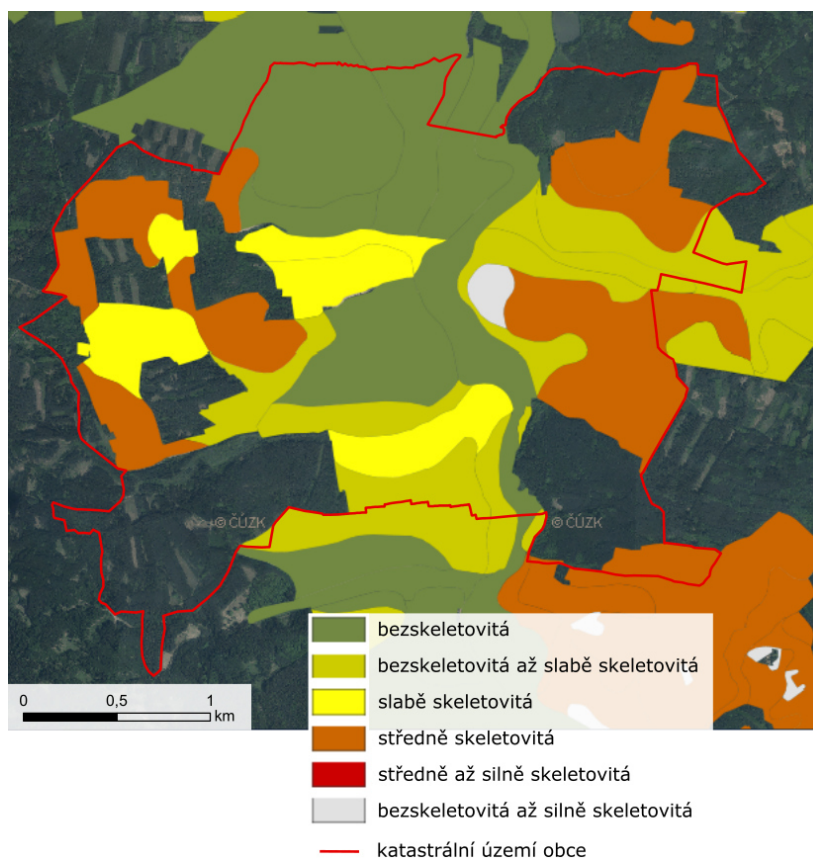 © ČÚZK
© ČÚZK
0 0,5 1
km
bezskeletovitá
bezskeletovitá až slabě skeletovitá
slabě skeletovitá
středně skeletovitá
středně až silně skeletovitá
bezskeletovitá až silně skeletovitá
katastrální území obce